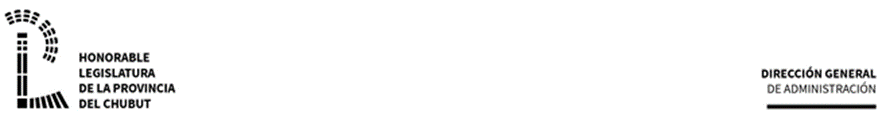 HONORABLE
LEGISLATURA
DE LA PROVINCIA
DEL CHUBUT
DIRECCIÓN GENERAL
DE ADMINISTRACIÓN